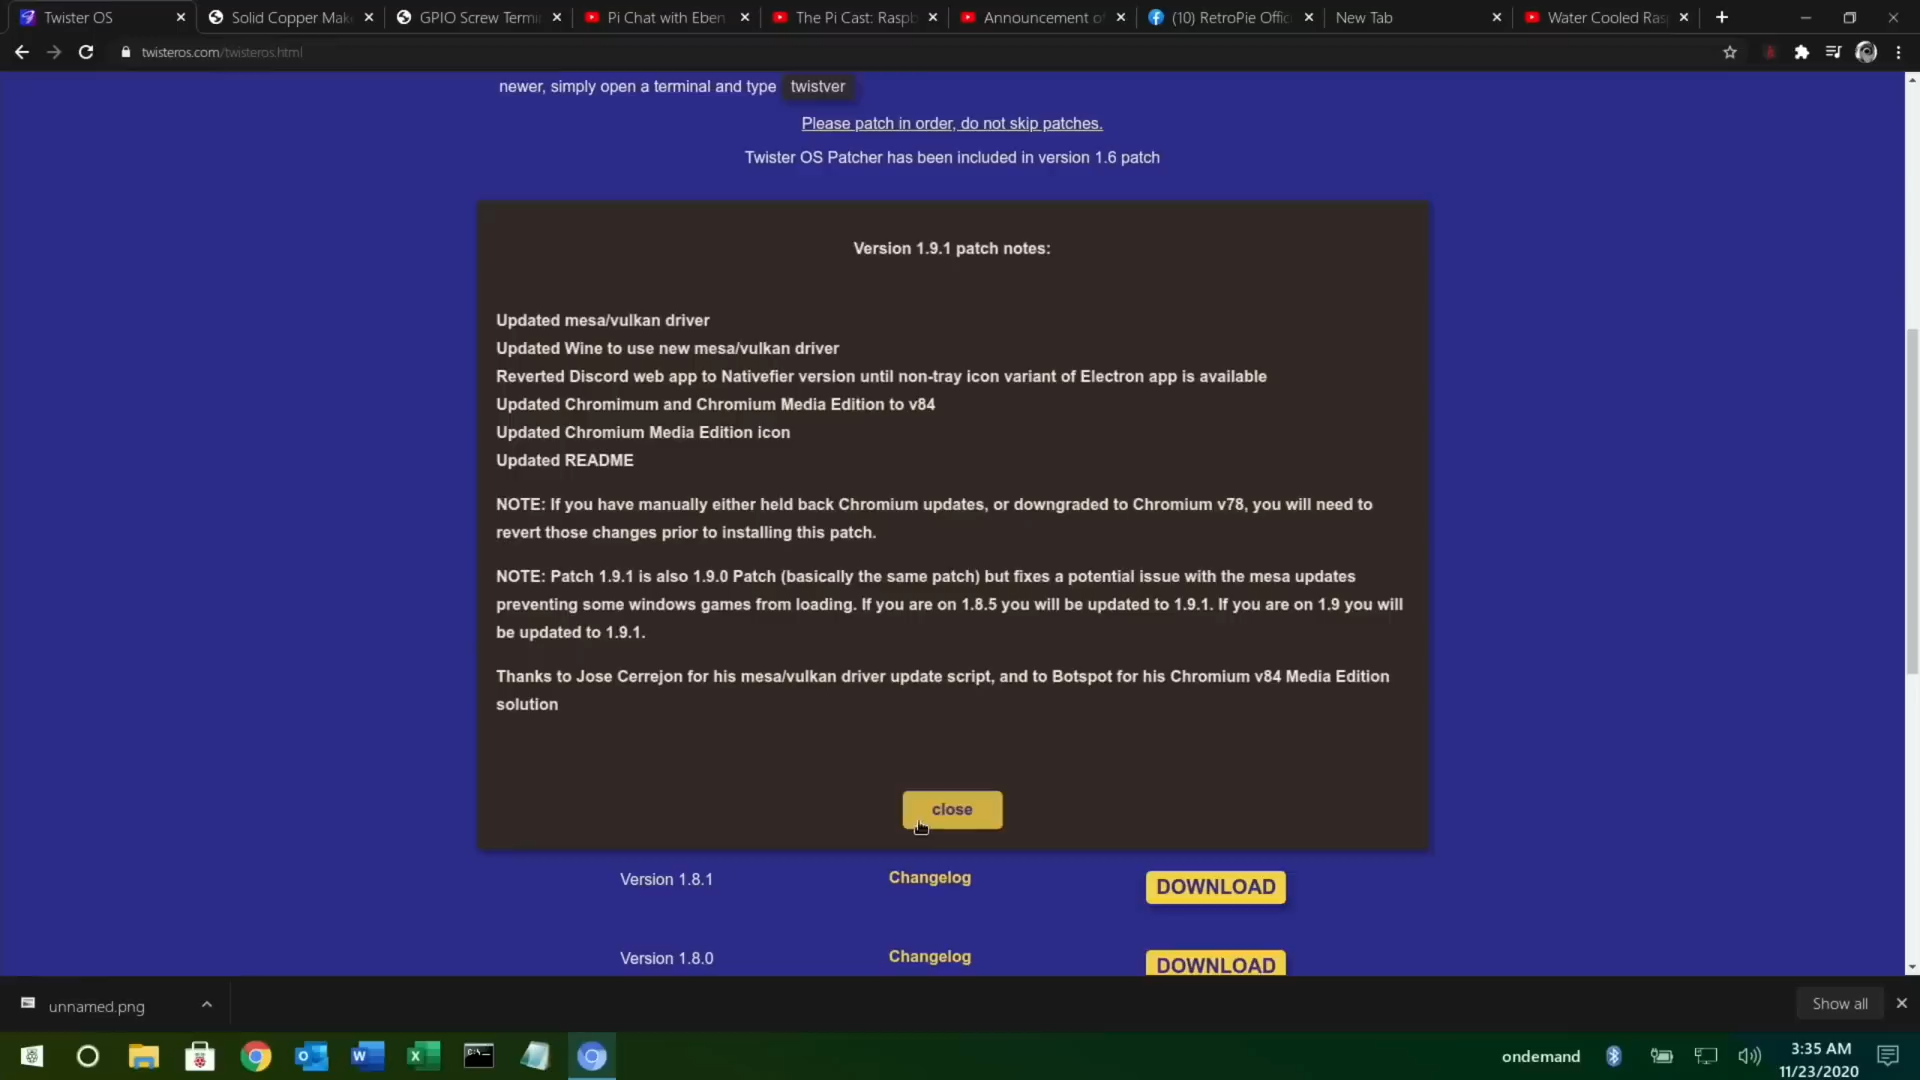 Twister OS
Solid Copper Mak
GPIO Screw Termi
Pi Chat with Eben
The Pi Cast: Raspb
Announcement of
(10) RetroPie Offic
New Tab
Water Cooled Ras
twisteros.com/twisteros.html
newer, simply open a terminal and type twistver
Please patch in order, do not skip patches.
Twister OS Patcher has been included in version 1.6 patch
Version 1.9.1 patch notes:
Updated mesa/vulkan driver
Updated Wine to use new mesa/vulkan driver
Reverted Discord web app to Nativefier version until non-tray icon variant of Electron app is available
Updated Chromimum and Chromium Media Edition to v84
Updated Chromium Media Edition icon
Updated README
NOTE: If you have manually either held back Chromium updates, or downgraded to Chromium v78, you will need to
revert those changes prior to installing this patch.
NOTE: Patch 1.9.1 is also 1.9.0 Patch (basically the same patch) but fixes a potential issue with the mesa updates
preventing some windows games from loading. If you are on 1.8.5 you will be updated to 1.9.1. If you are on 1.9 you will
be updated to 1.9.1.
Thanks to Jose Cerrejon for his mesa/vulkan driver update script, and to Botspot for his Chromium v84 Media Edition
solution
close
Version 1.8.1 Changelog DOWNLOAD
Version 1.8.0 Changelog DOWNLOAD
unnamed.png
Show all
ondemand
3:35 AM
11/23/2020